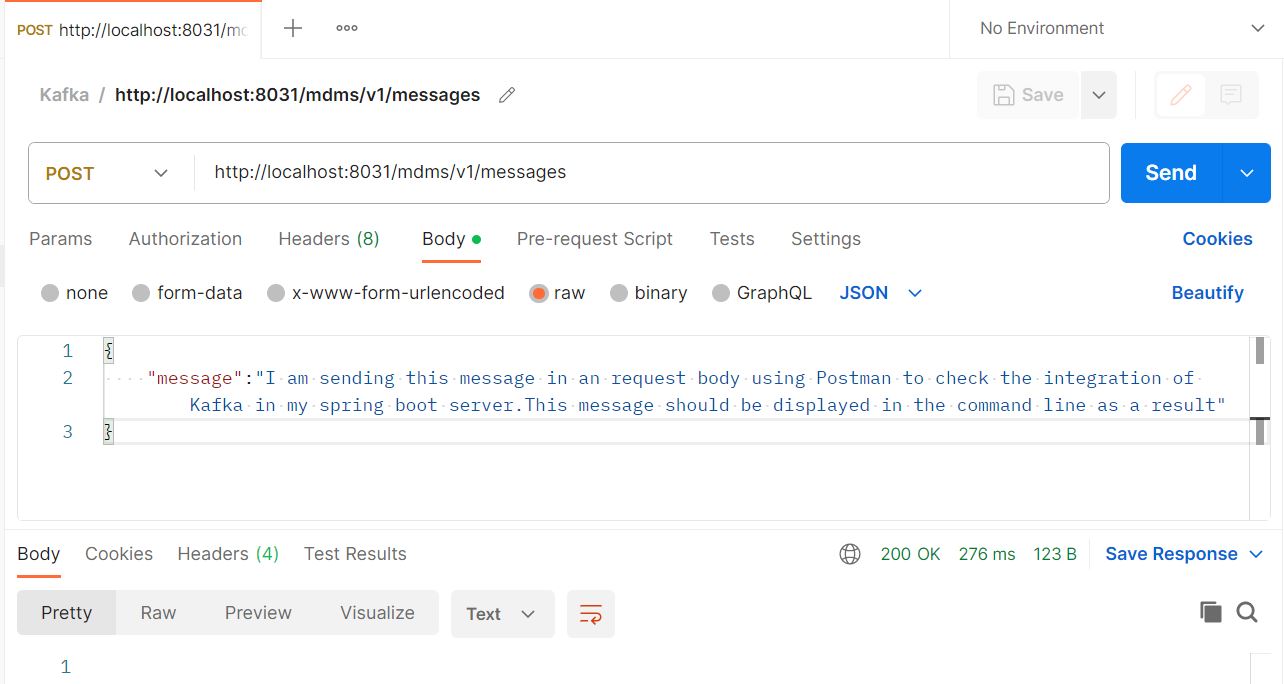 POST http://localhost:8031/md
No Environment
Kafka / http://localhost:8031/mdms/v1/messages
Save
POST http://localhost:8031/mdms/v1/messages
Send
Params Authorization Headers (8) Body Pre-request Script Tests Settings Cookies
none form-data x-www-form-urlencoded raw binary GraphQL JSON Beautify
1 {
2 "message":"I am sending this message in an request body using Postman to check the integration of
Kafka in my spring boot server.This message should be displayed in the command line as a result"
3 }
Body Cookies Headers (4) Test Results 200 OK 276 ms 123 B Save Response
Pretty Raw Preview Visualize Text
1